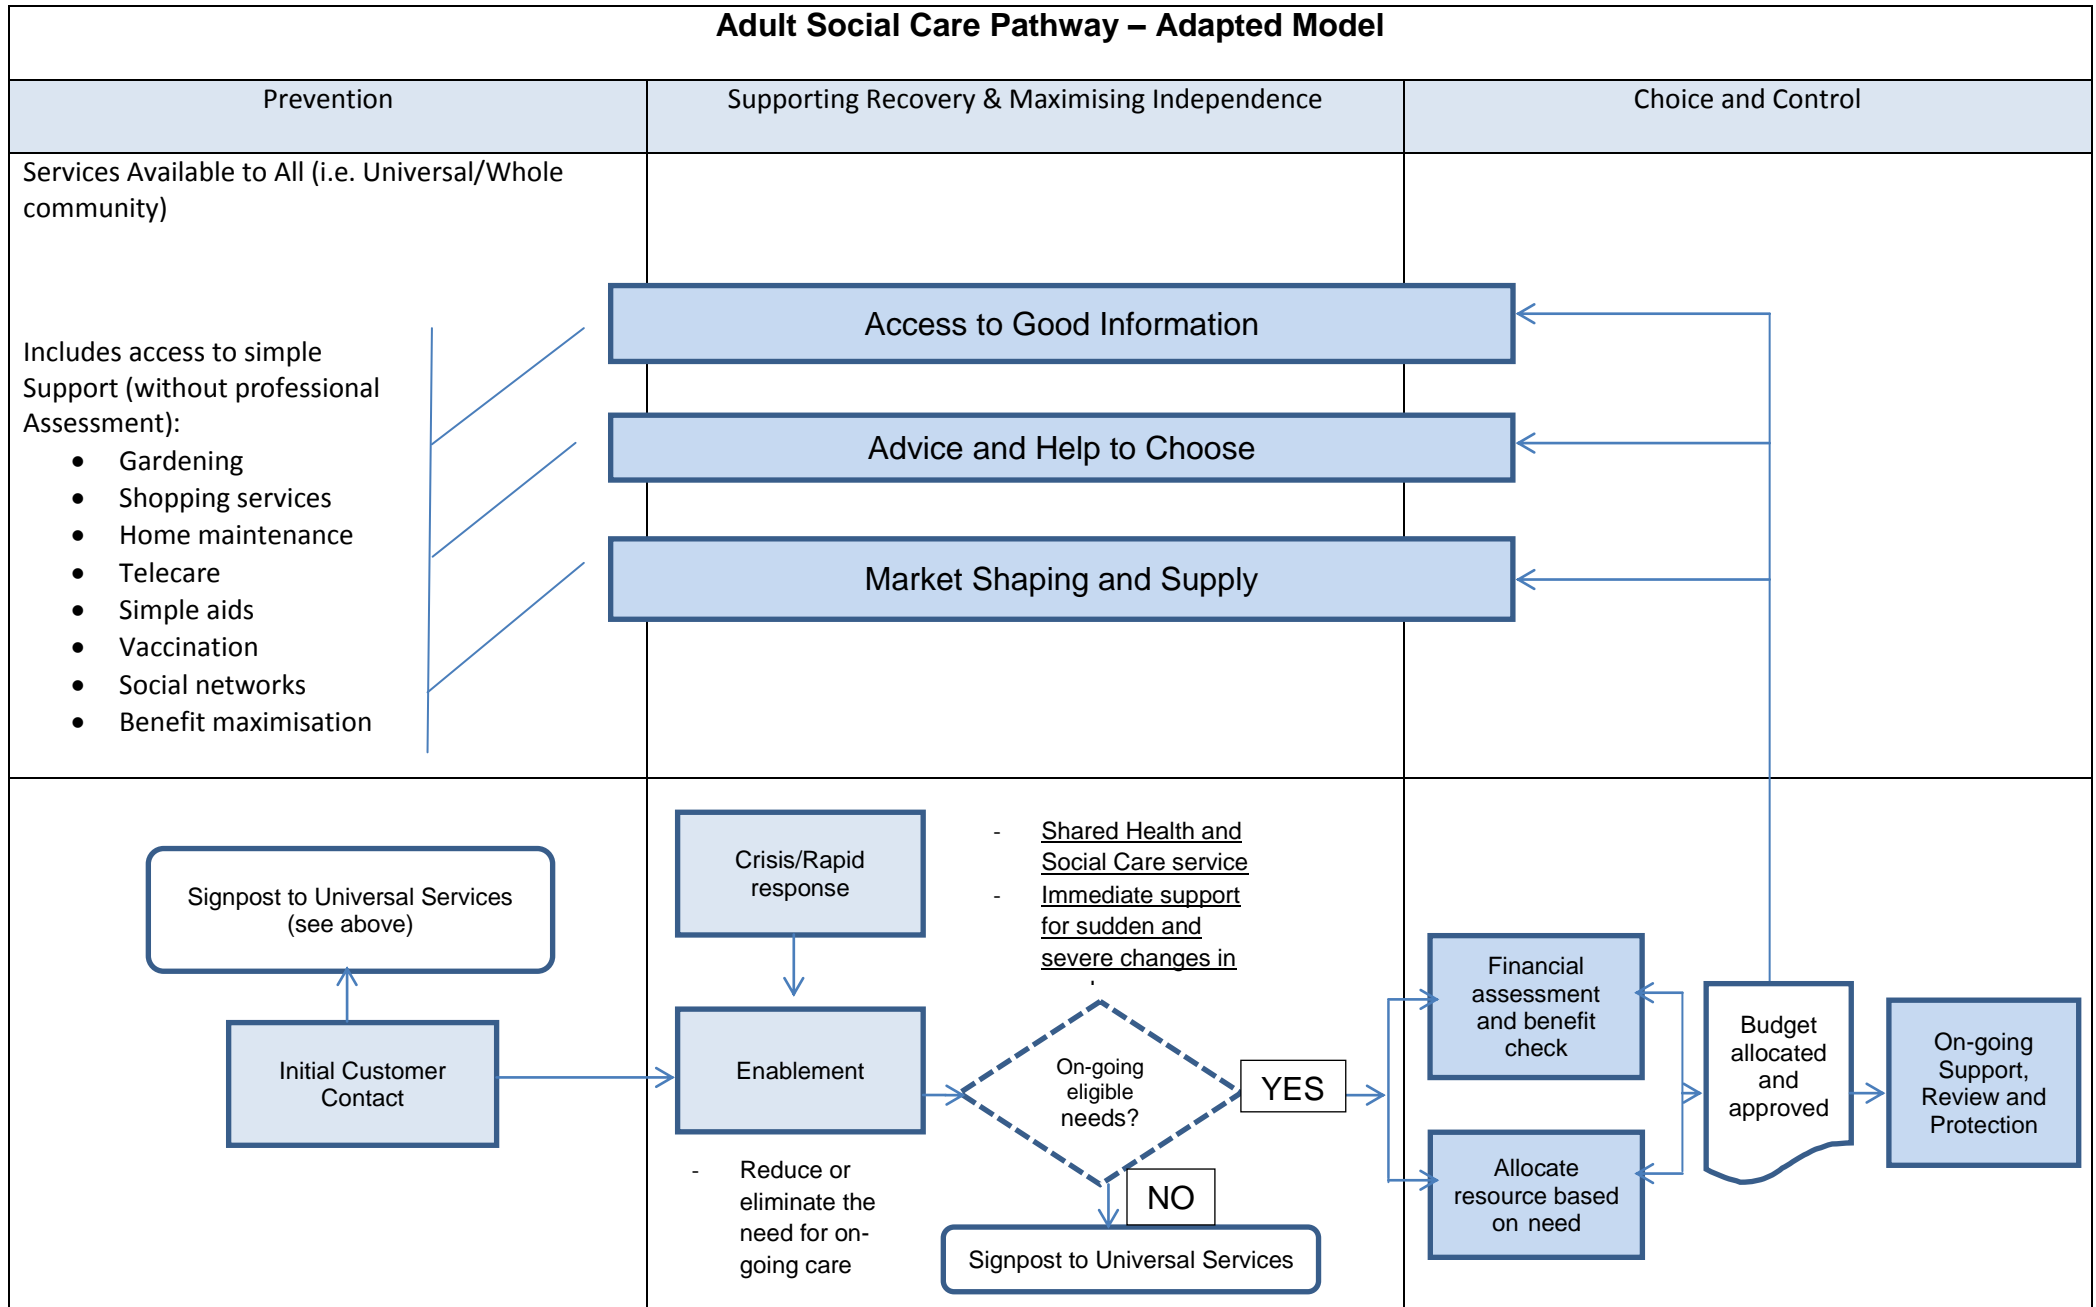 Adult Social Care Pathway – Adapted Model
Prevention
Supporting Recovery & Maximising Independence
Choice and Control
Services Available to All (i.e. Universal/Whole
community)
Includes access to simple
Support (without professional
Assessment):
• Gardening
• Shopping services
• Home maintenance
• Telecare
• Simple aids
• Vaccination
• Social networks
• Benefit maximisation
Access to Good Information
Advice and Help to Choose
Market Shaping and Supply
Signpost to Universal Services
(see above)
Initial Customer
Contact
Crisis/Rapid
response
- Shared Health and
Social Care service
- Immediate support
for sudden and
severe changes in
Enablement
- Reduce or
eliminate the
need for on-
going care
On-going
eligible
needs?
YES
NO
Signpost to Universal Services
Financial
assessment
and benefit
check
Allocate
resource based
on need
Budget
allocated
and
approved
On-going
Support,
Review and
Protection